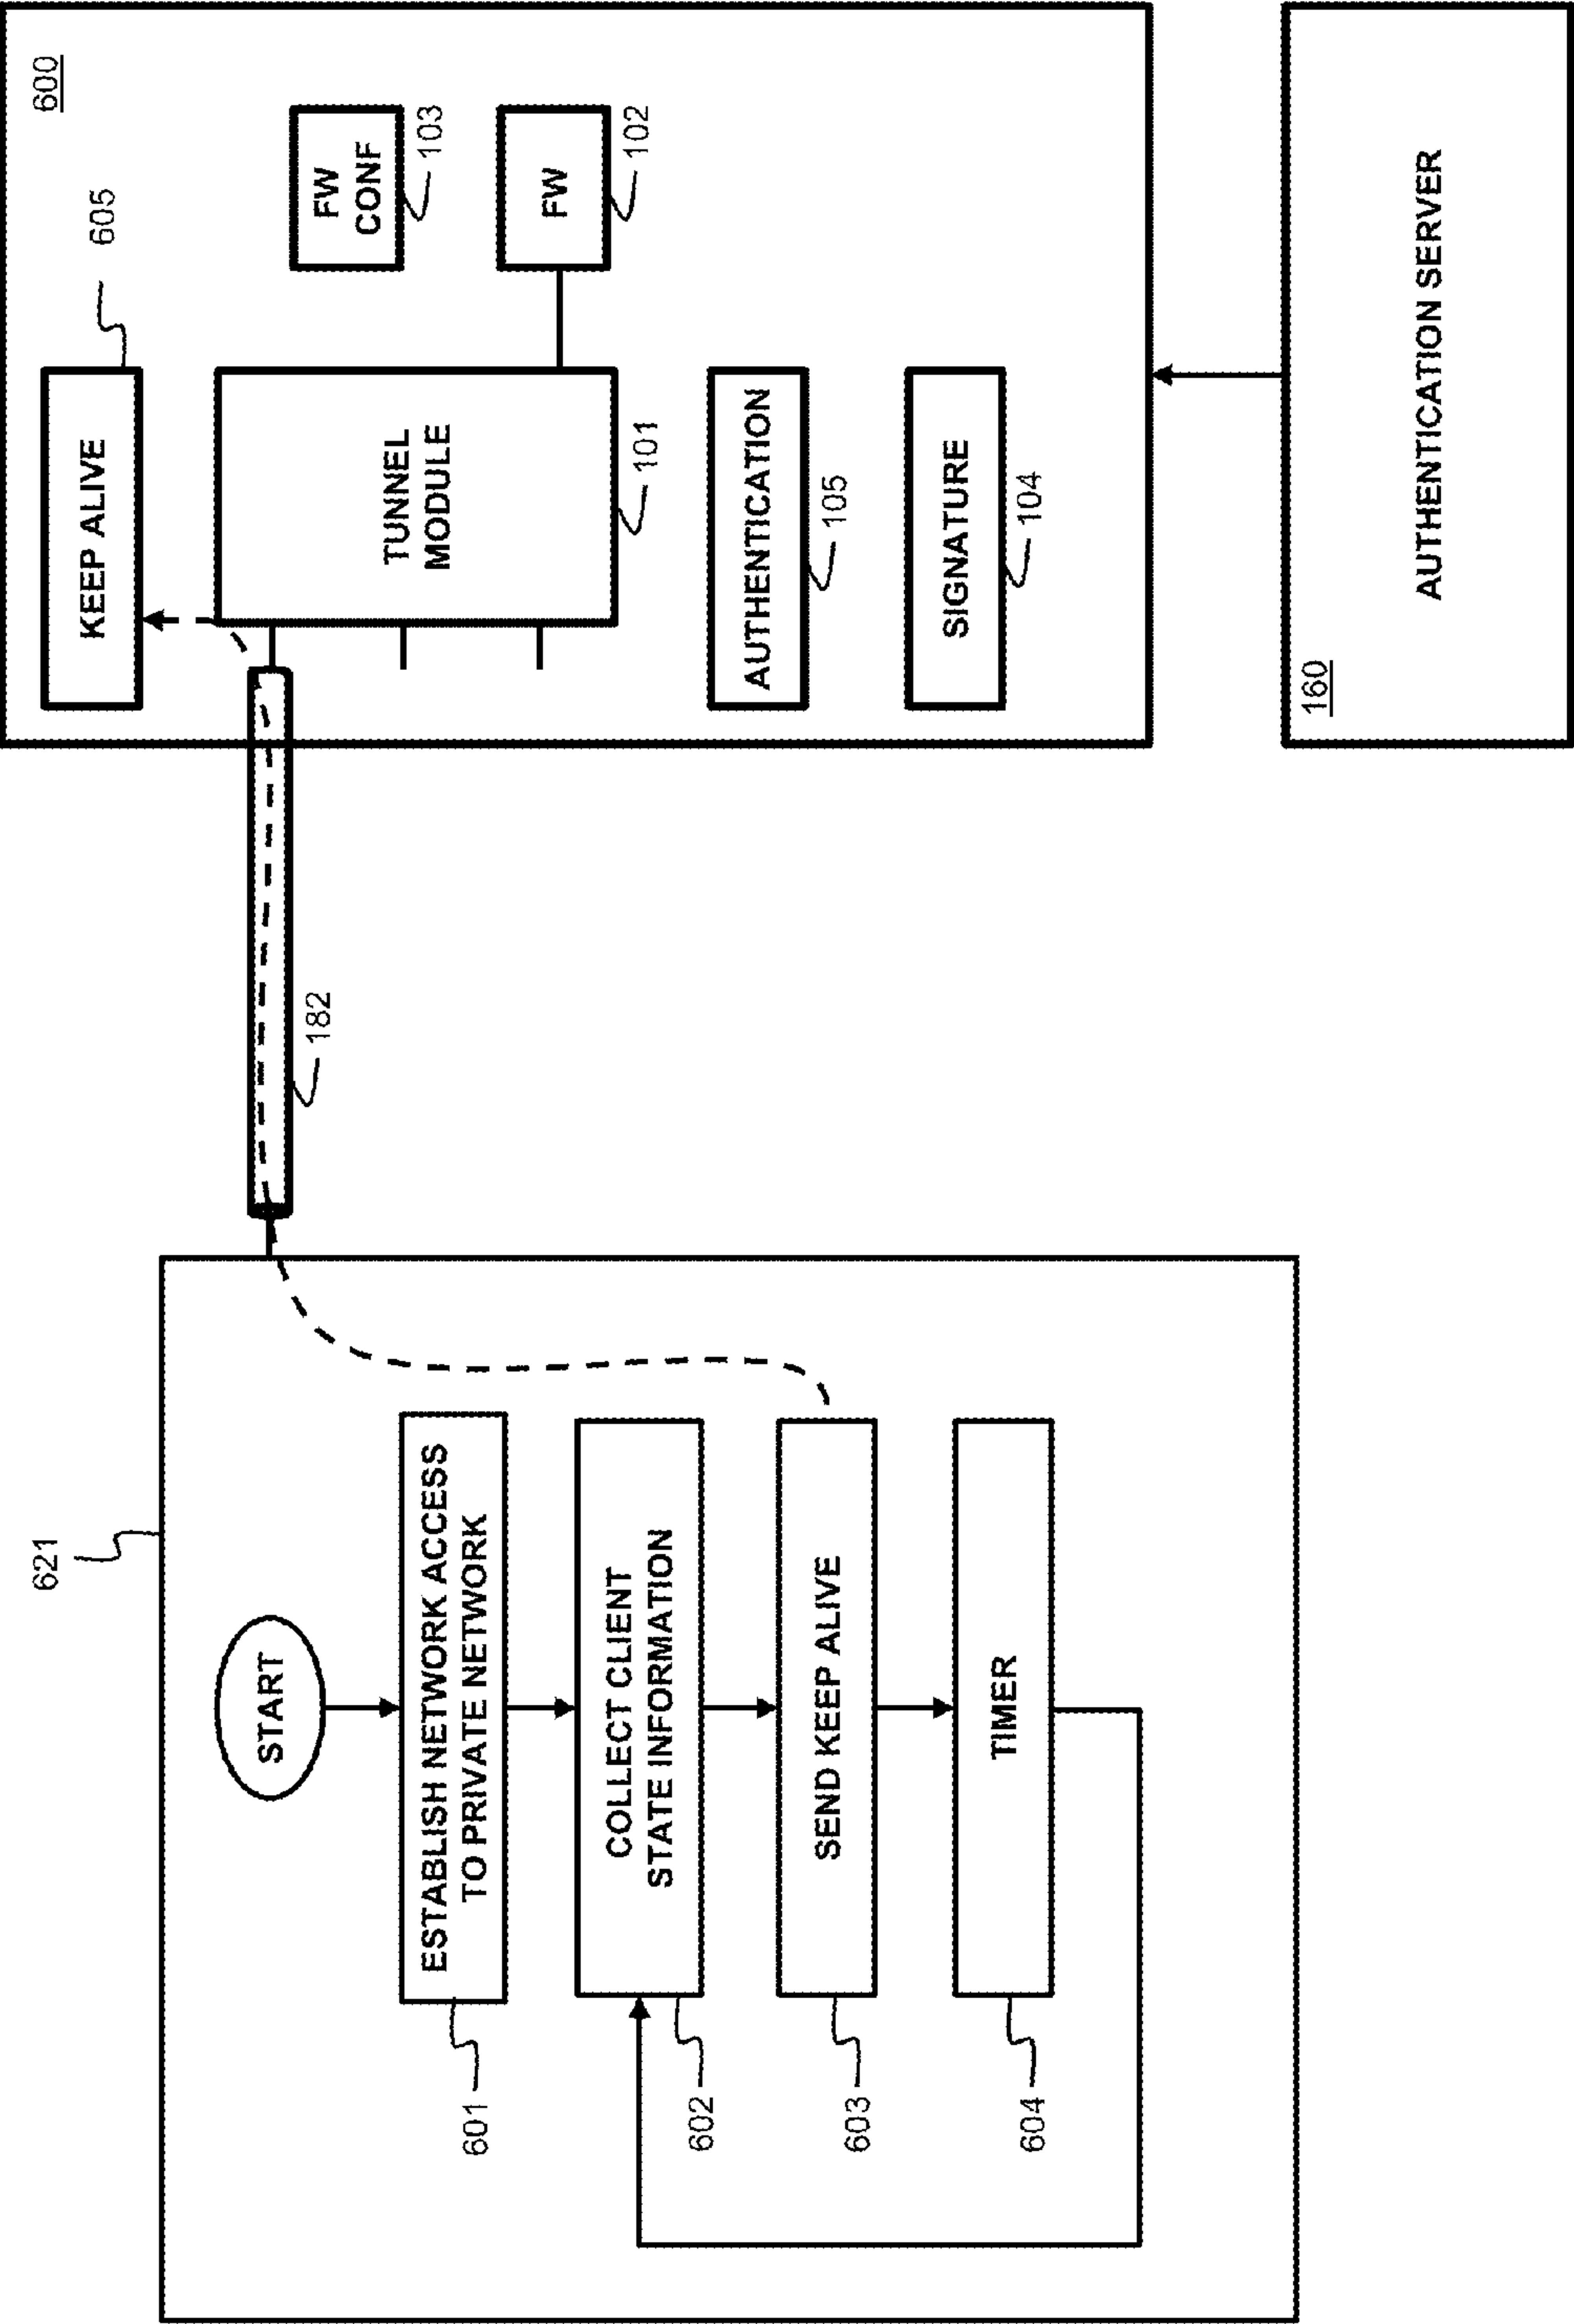 621
START
ESTABLISH NETWORK ACCESS
TO PRIVATE NETWORK
601
COLLECT CLIENT
STATE INFORMATION
602
SEND KEEP ALIVE
603
TIMER
604
182
600
KEEP ALIVE
605
TUNNEL
MODULE
101
FW
CONF
103
FW
102
AUTHENTICATION
105
SIGNATURE
104
160
AUTHENTICATION SERVER